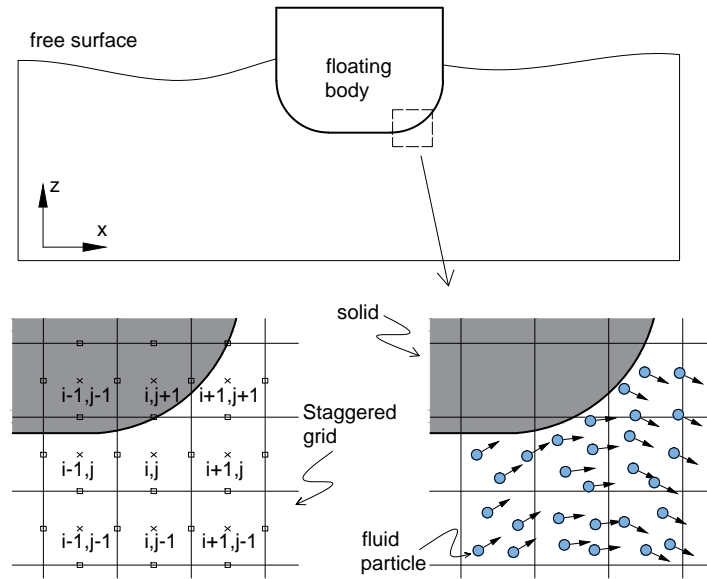 free surface
floating
body
z
x
solid
i-1,j-1
i,j+1
i+1,j+1
Staggered
grid
i-1,j
i,j
i+1,j
i-1,j-1
i,j-1
i+1,j-1
fluid
particle